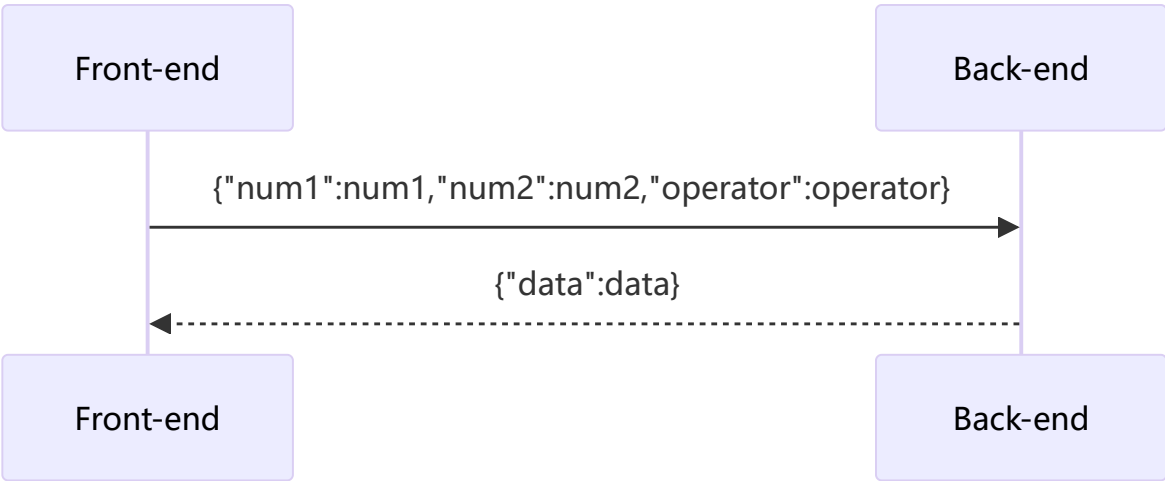 Front-end
Back-end
{"num1":num1,"num2":num2,"operator":operator}
{"data":data}
Front-end
Back-end